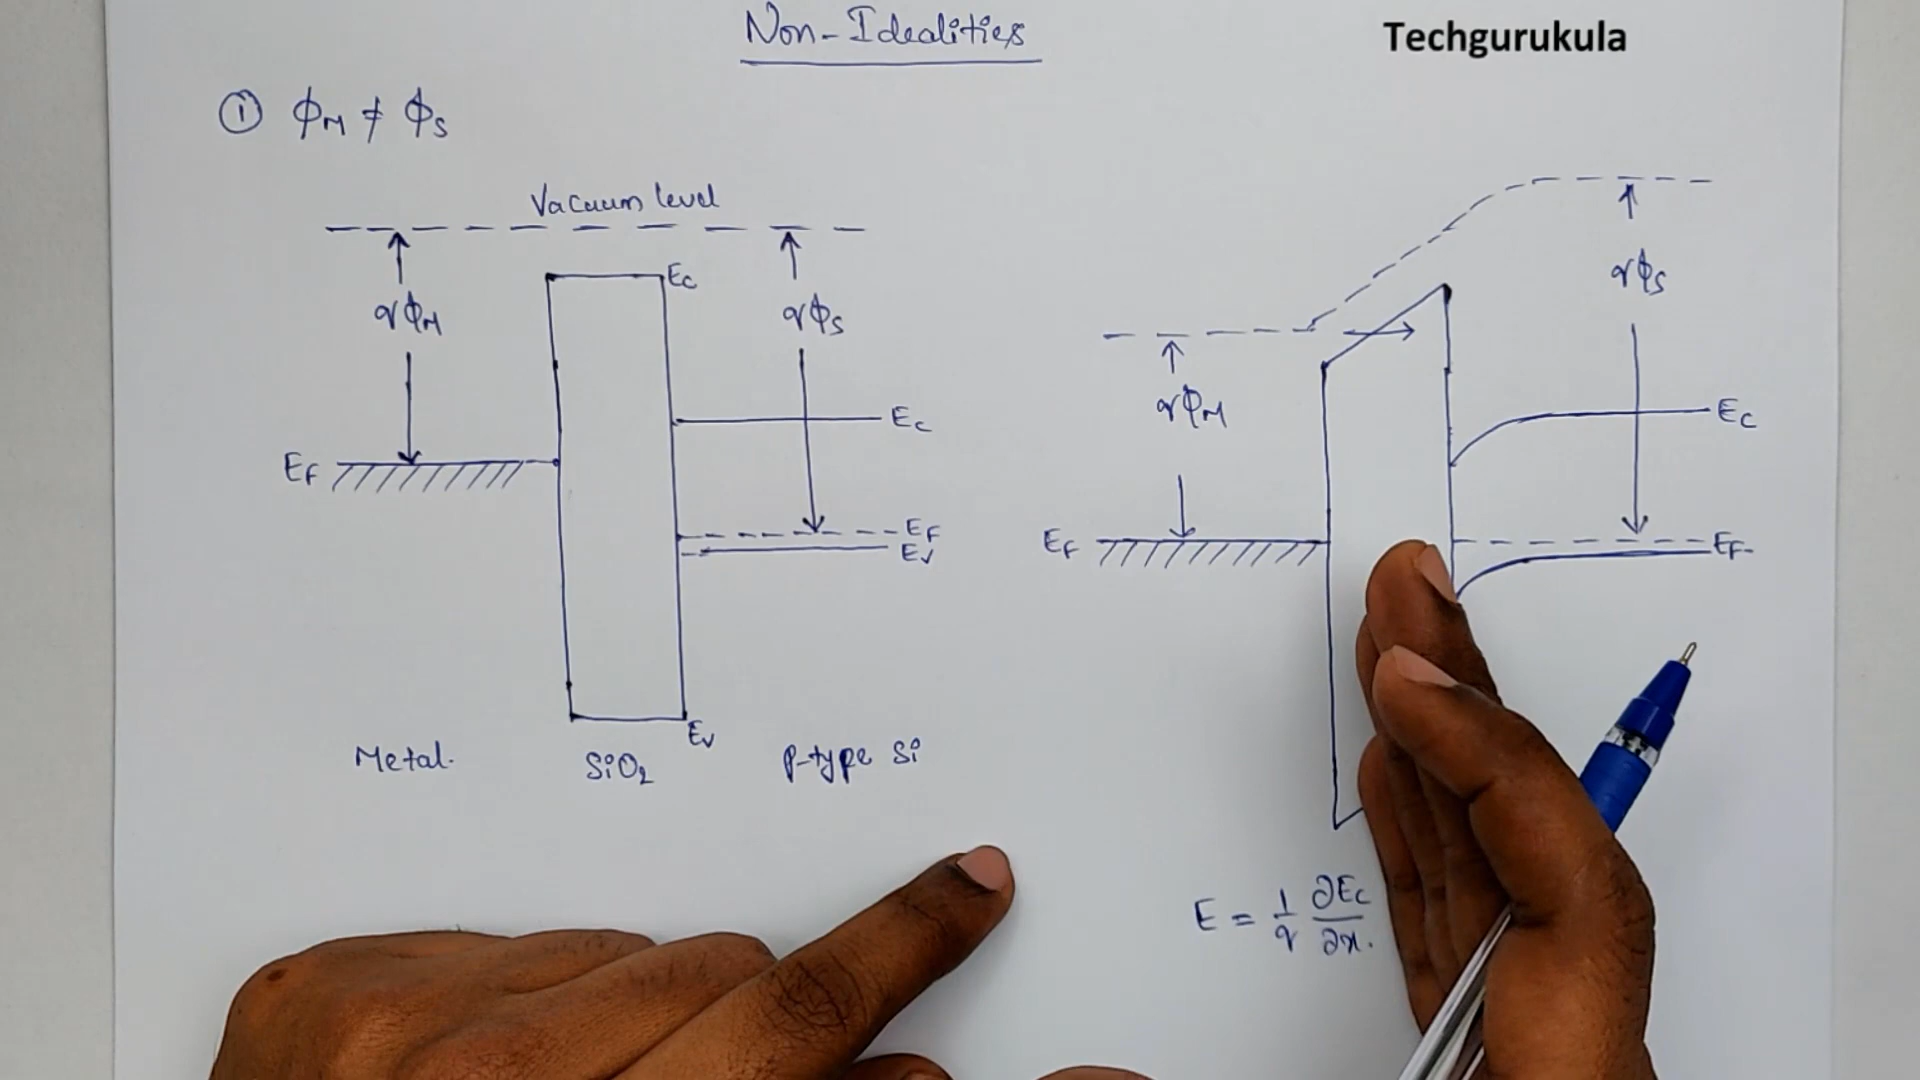 Non-Idealities
Techgurukula
① ϕM ≠ ϕS
Vacuum level
EC
qϕM
qϕS
EC
EF
EF
EV
EV
Metal.
SiO2
P-type Si
qϕS
qϕM
EC
EF
EF
E = 1/q ∂EC/∂x.